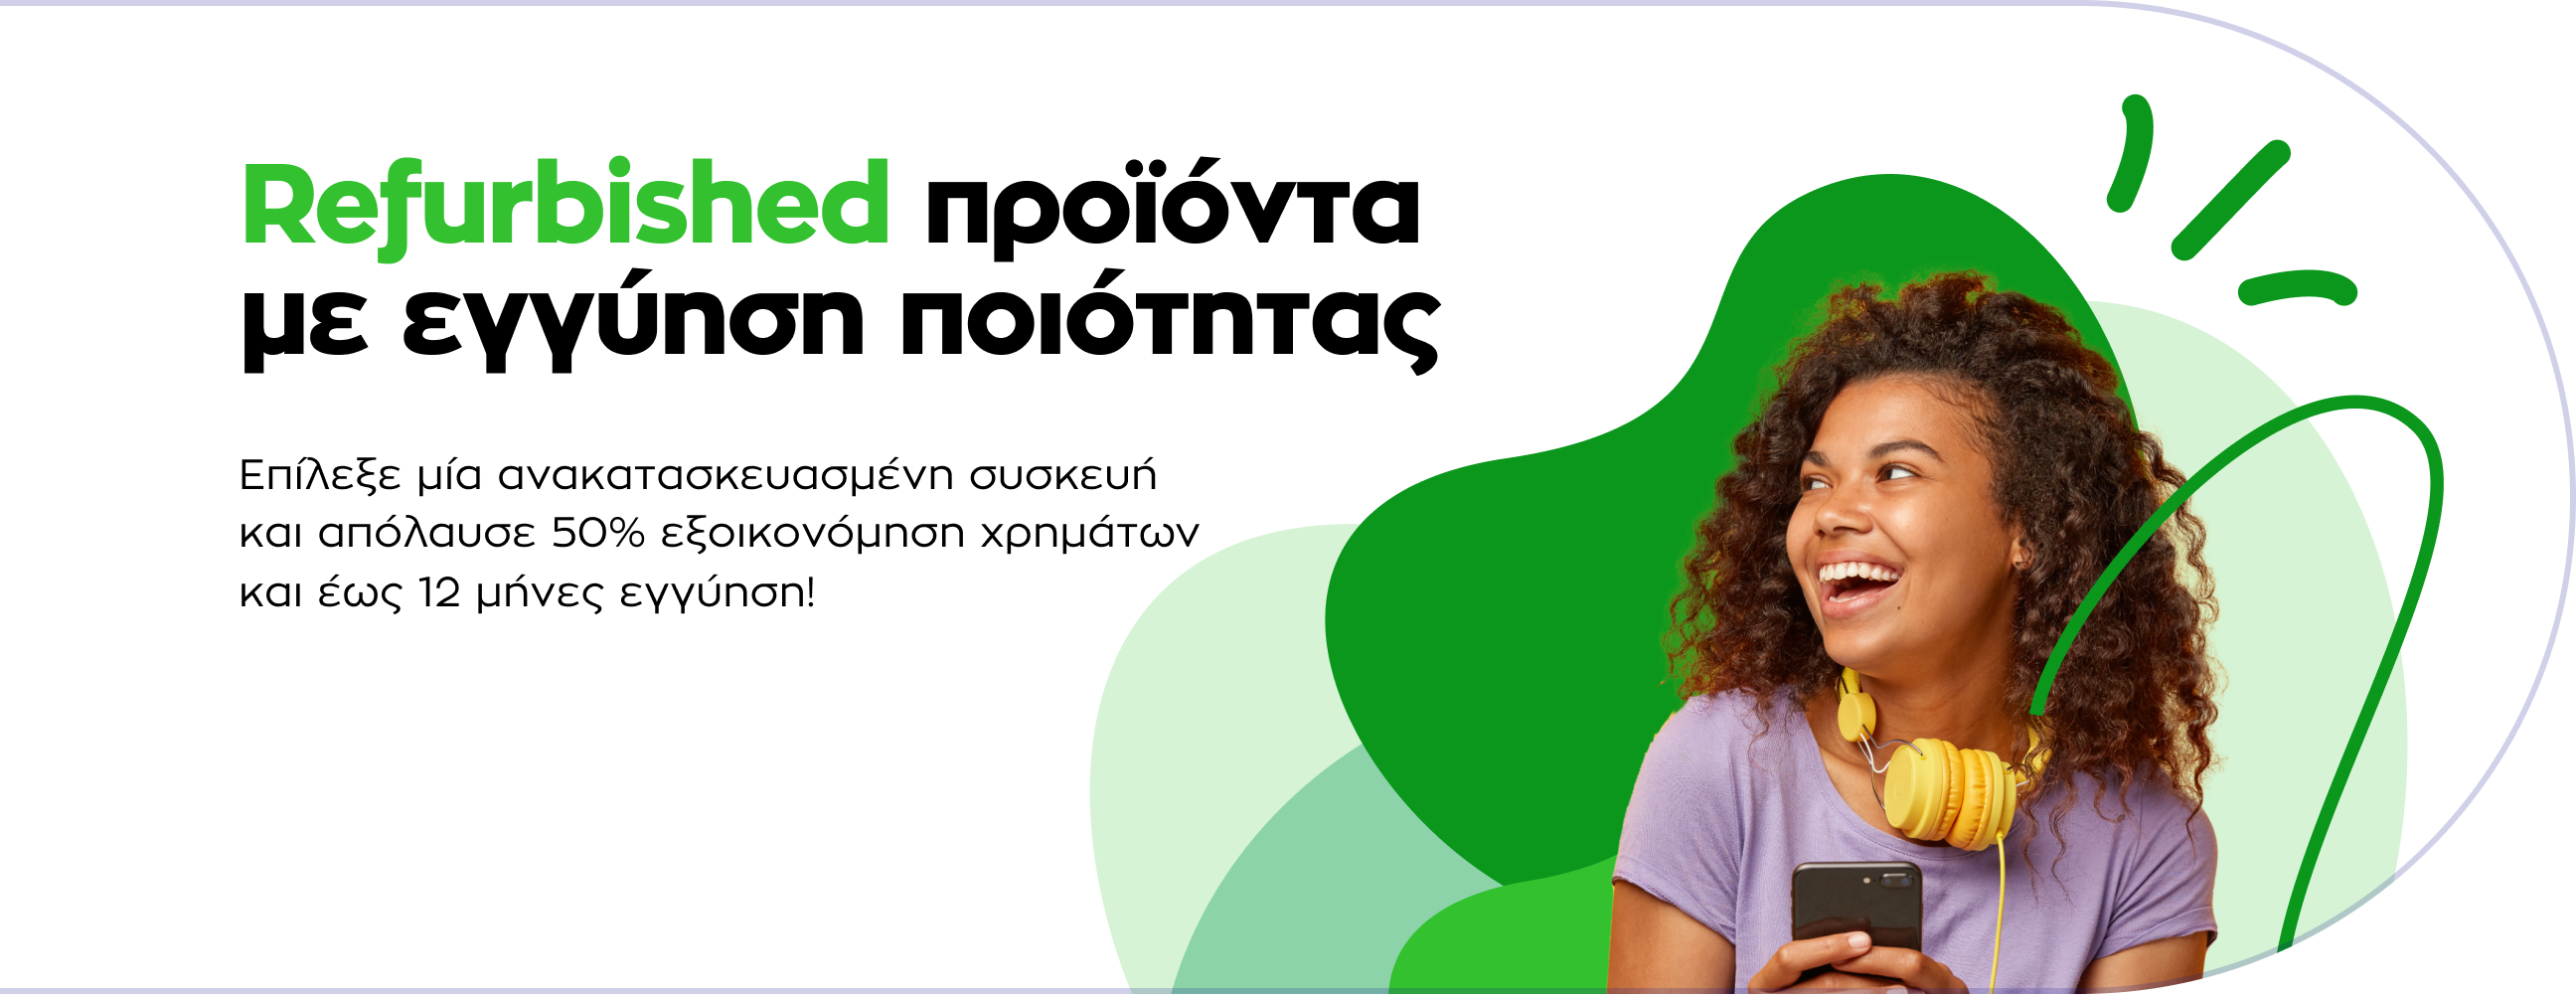 Refurbished προϊόντα
με εγγύηση ποιότητας
Επίλεξε μία ανακατασκευασμένη συσκευή
και απόλαυσε 50% εξοικονόμηση χρημάτων
και έως 12 μήνες εγγύηση!